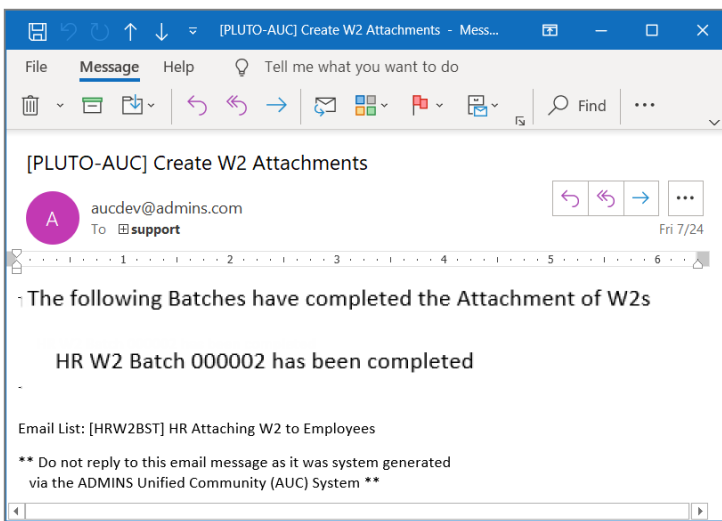 [PLUTO-AUC] Create W2 Attachments - Mess...
File Message Help Tell me what you want to do
Find
[PLUTO-AUC] Create W2 Attachments
A
aucdev@admins.com
To support
Fri 7/24
1 2 3 4 5 6
The following Batches have completed the Attachment of W2s
HR W2 Batch 000002 has been completed
Email List: [HRW2BST] HR Attaching W2 to Employees
** Do not reply to this email message as it was system generated
via the ADMINS Unified Community (AUC) System **